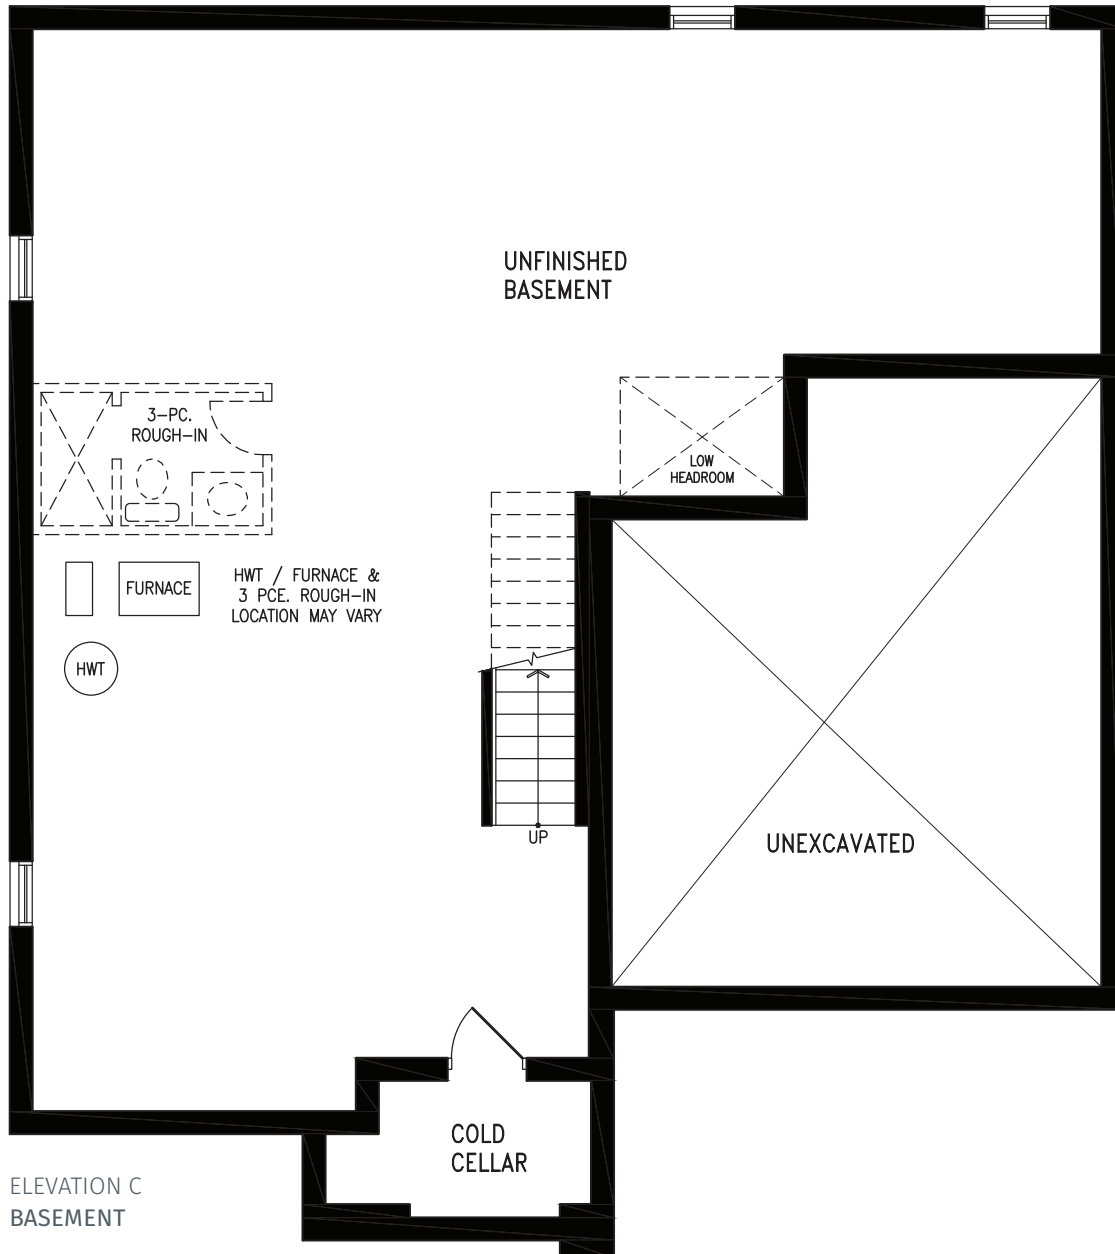 UNFINISHED
BASEMENT
3-PC.
ROUGH-IN
LOW
HEADROOM
FURNACE
HWT / FURNACE &
3 PCE. ROUGH-IN
LOCATION MAY VARY
HWT
UP
UNEXCAVATED
COLD
CELLAR
ELEVATION C
BASEMENT